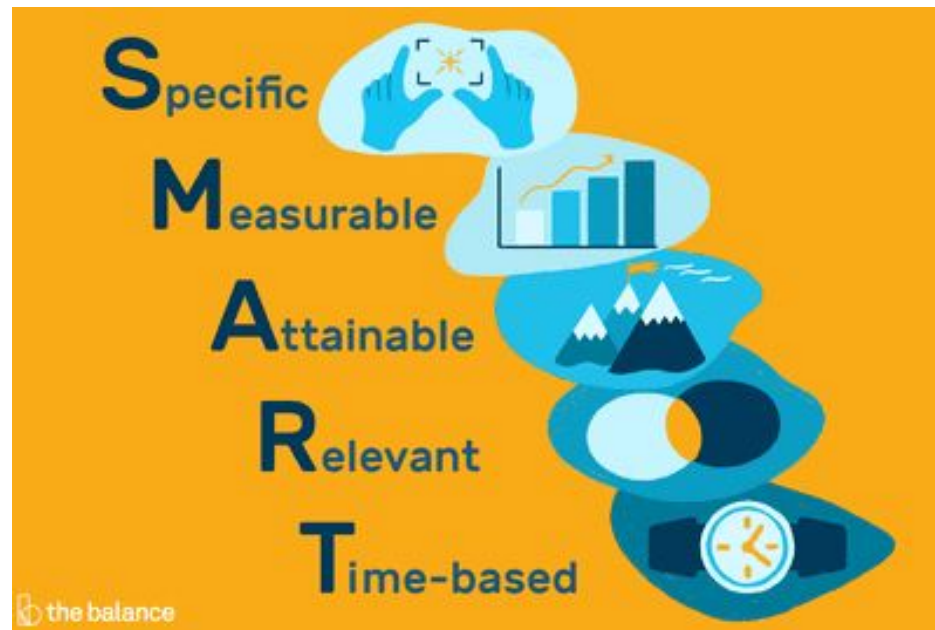 Specific
Measurable
Attainable
Relevant
Time-based
the balance